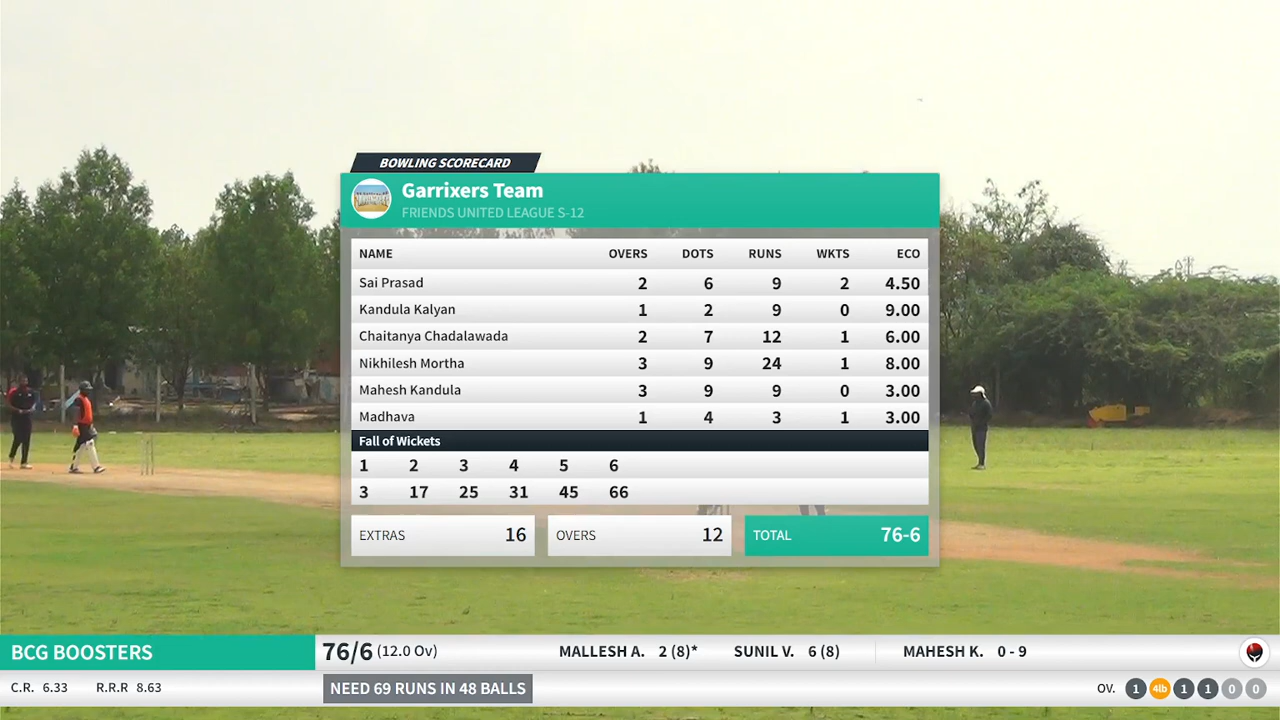 BOWLING SCORECARD
Garrixers Team
FRIENDS UNITED LEAGUE S-12
NAME OVERS DOTS RUNS WKTS ECO
Sai Prasad 2 6 9 2 4.50
Kandula Kalyan 1 2 9 0 9.00
Chaitanya Chadalawada 2 7 12 1 6.00
Nikhilesh Mortha 3 9 24 1 8.00
Mahesh Kandula 3 9 9 0 3.00
Madhava 1 4 3 1 3.00
Fall of Wickets
1 2 3 4 5 6
3 17 25 31 45 66
EXTRAS 16 OVERS 12 TOTAL 76-6
BCG BOOSTERS 76/6 (12.0 Ov) MALLESH A. 2 (8)* SUNIL V. 6 (8) MAHESH K. 0 - 9
C.R. 6.33 R.R.R 8.63 NEED 69 RUNS IN 48 BALLS OV. 1 4lb 1 1 0 0